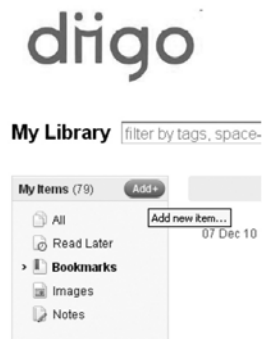 diigo
My Library filter by tags, space-
My Items (79) Add+
All
Add new item...
Read Later 07 Dec 10
Bookmarks
Images
Notes